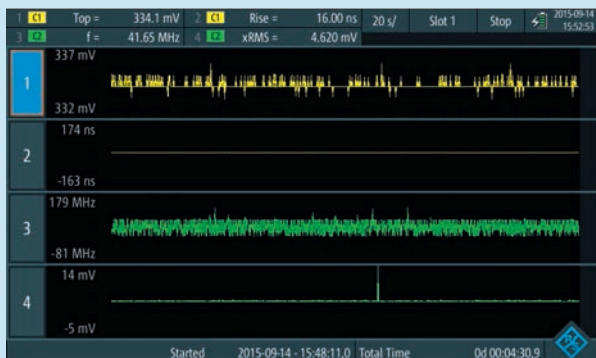 1 C1 Top = 334.1 mV 2 C1 Rise = 16.00 ns 20 s/ Slot 1 Stop 2015-09-14
15:52:53
3 C2 f = 41.65 MHz 4 C2 xRMS = 4.620 mV
337 mV
1
332 mV
174 ns
2
-163 ns
179 MHz
3
-81 MHz
14 mV
4
-5 mV
Started 2015-09-14 - 15:48:11,0 Total Time 0d 00:04:30,9